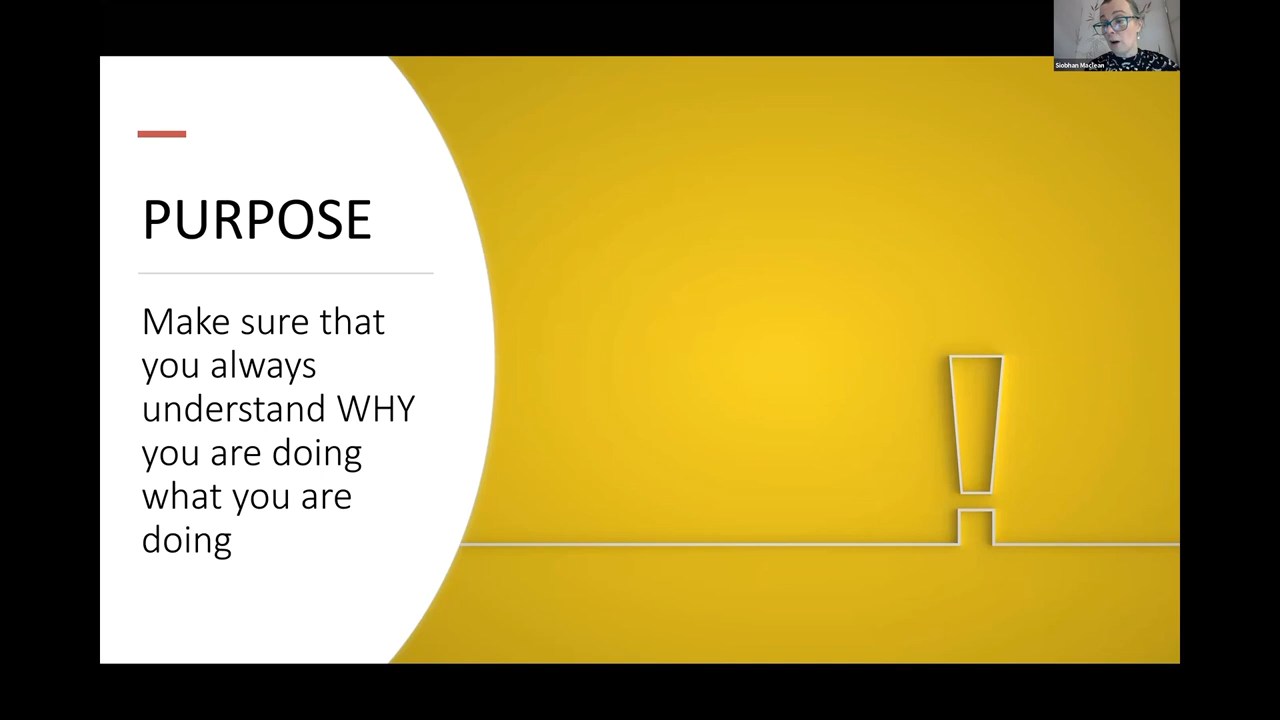 Siobhan Maclean
PURPOSE
Make sure that
you always
understand WHY
you are doing
what you are
doing